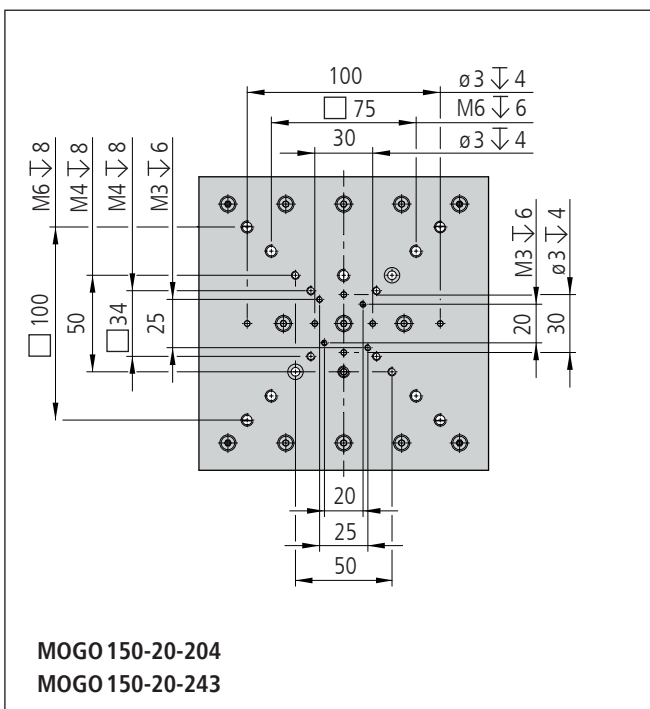 100 ø3 ↧ 4
□ 75 M6 ↧ 6
30 ø3 ↧ 4
M6 ↧ 8
M4 ↧ 8
M4 ↧ 8
M3 ↧ 6
M3 ↧ 6
ø3 ↧ 4
□ 100
50
□ 34
25
20
30
20
25
50
MOGO 150-20-204
MOGO 150-20-243